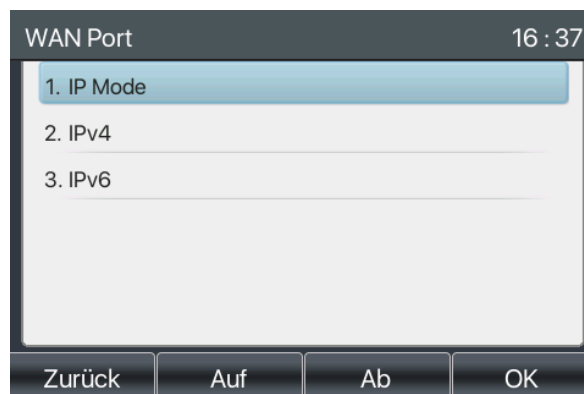 WAN Port 16 : 37
1. IP Mode
2. IPv4
3. IPv6
Zurück Auf Ab OK